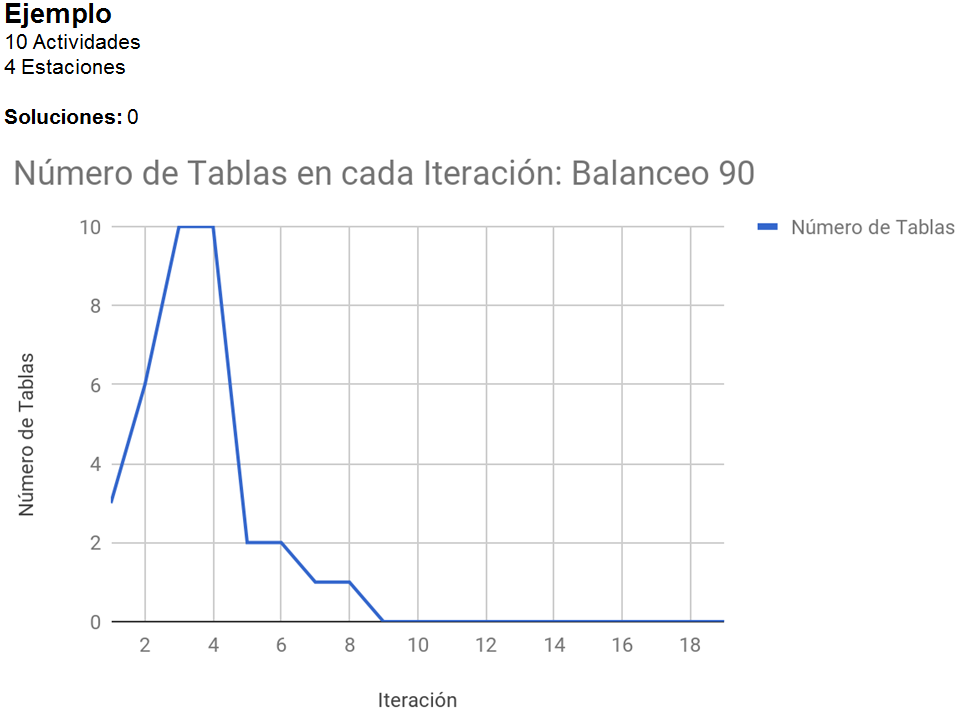 Ejemplo
10 Actividades
4 Estaciones
Soluciones: 0
Número de Tablas en cada Iteración: Balanceo 90
Número de Tablas
10
8
6
4
2
0
Número de Tablas
2 4 6 8 10 12 14 16 18
Iteración